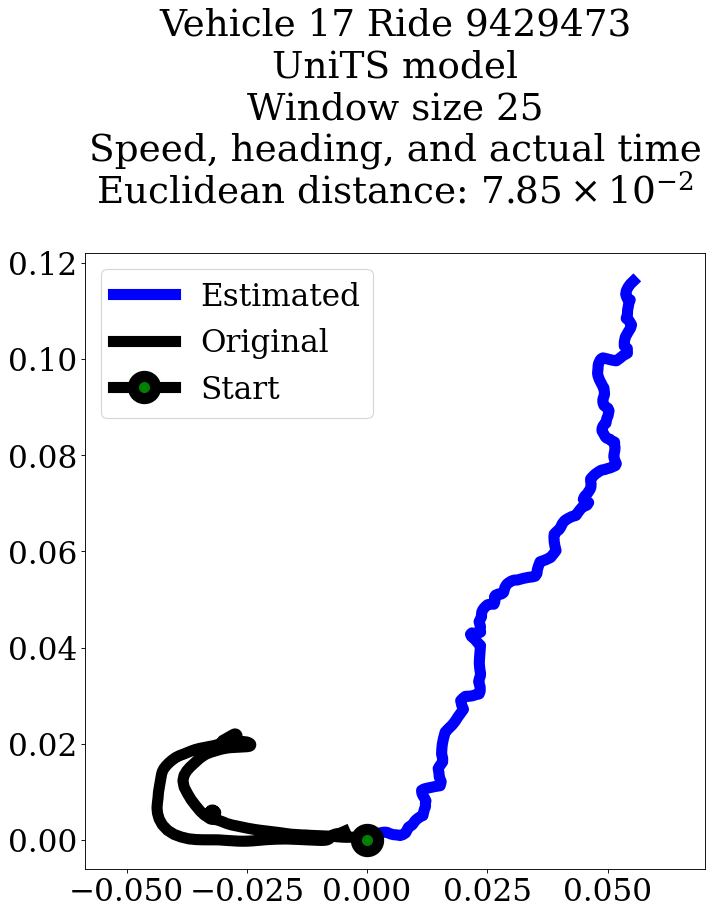 Vehicle 17 Ride 9429473
UniTS model
Window size 25
Speed, heading, and actual time
Euclidean distance: 7.85 × 10⁻²
0.12
0.10
0.08
0.06
0.04
0.02
0.00
Estimated
Original
Start
−0.050 −0.025 0.000 0.025 0.050